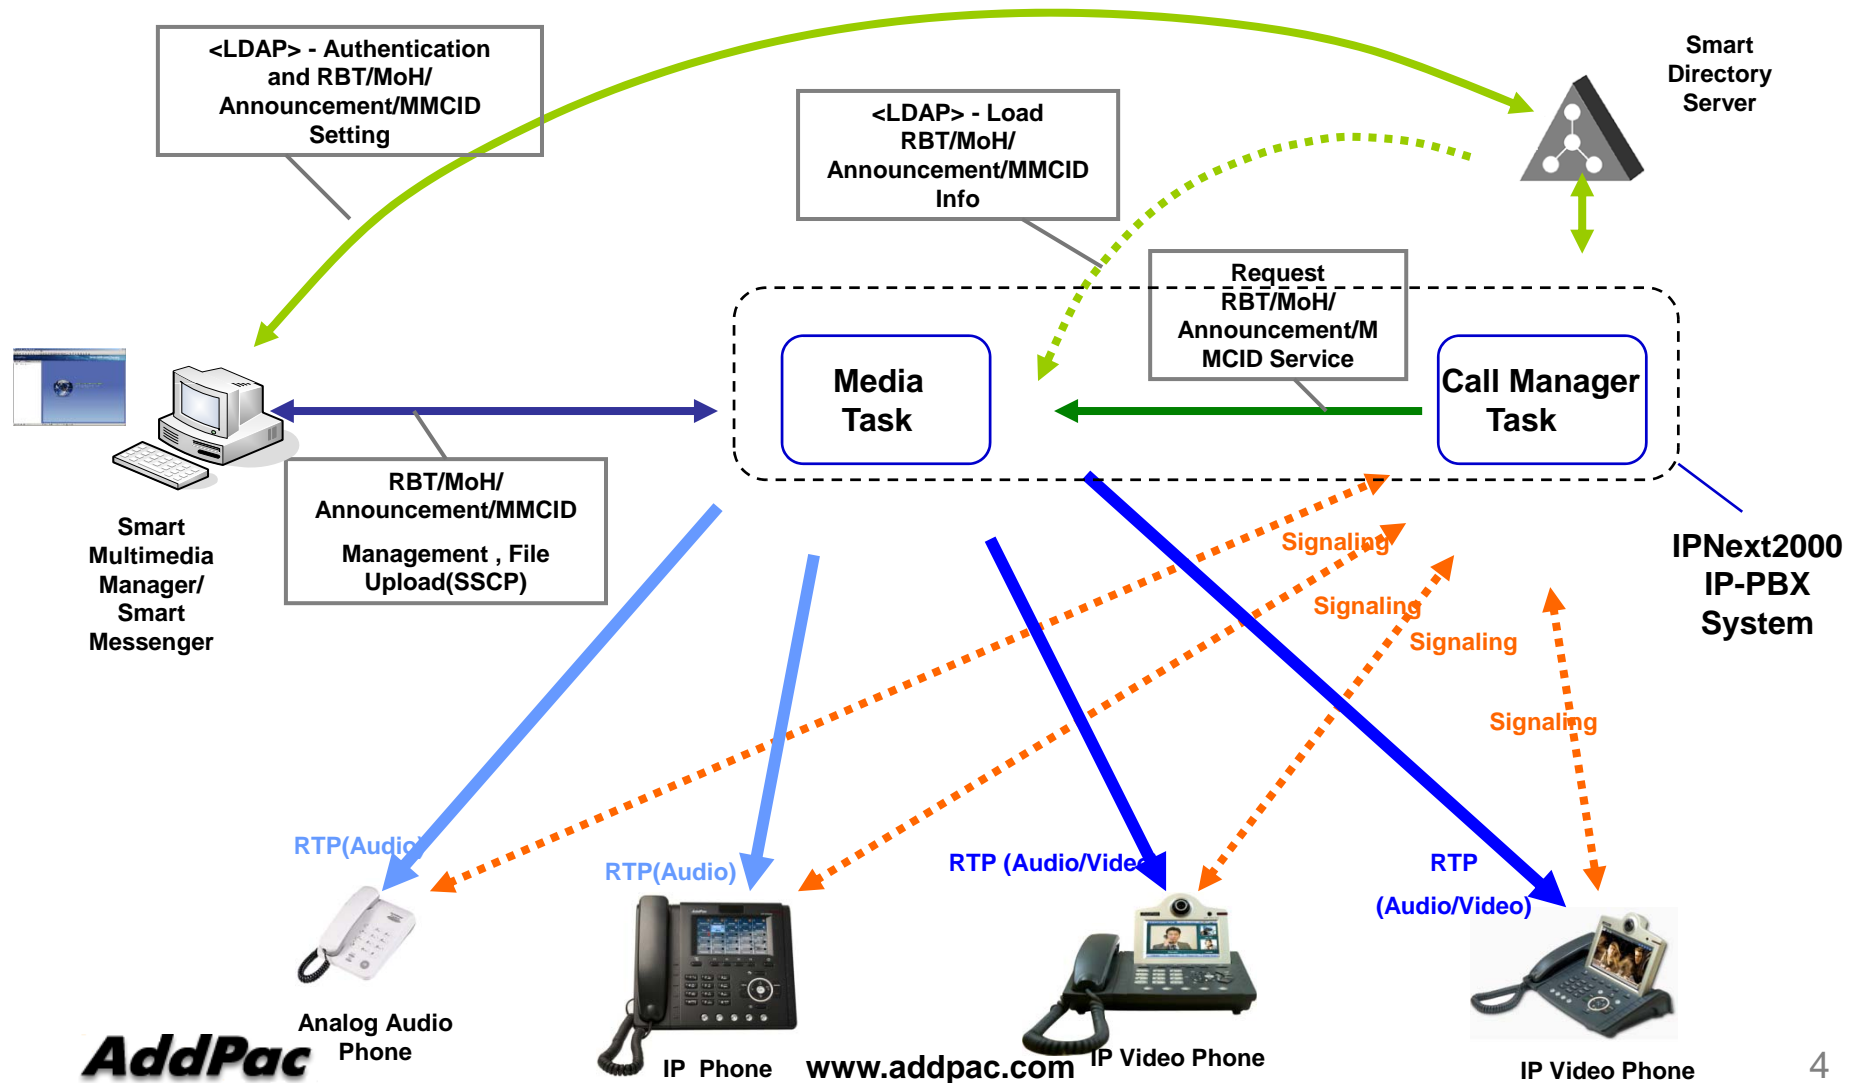 <LDAP> - Authentication
and RBT/MoH/
Announcement/MMCID
Setting
<LDAP> - Load
RBT/MoH/
Announcement/MMCID
Info
Smart
Directory
Server
Request
RBT/MoH/
Announcement/M
MCID Service
Media
Task
Call Manager
Task
RBT/MoH/
Announcement/MMCID
Management , File
Upload(SSCP)
Smart
Multimedia
Manager/
Smart
Messenger
IPNext2000
IP-PBX
System
Signaling
Signaling
Signaling
Signaling
RTP(Audio)
RTP(Audio)
RTP (Audio/Video
RTP
(Audio/Video)
Analog Audio
Phone
IP Phone
IP Video Phone
IP Video Phone
AddPac
www.addpac.com
4